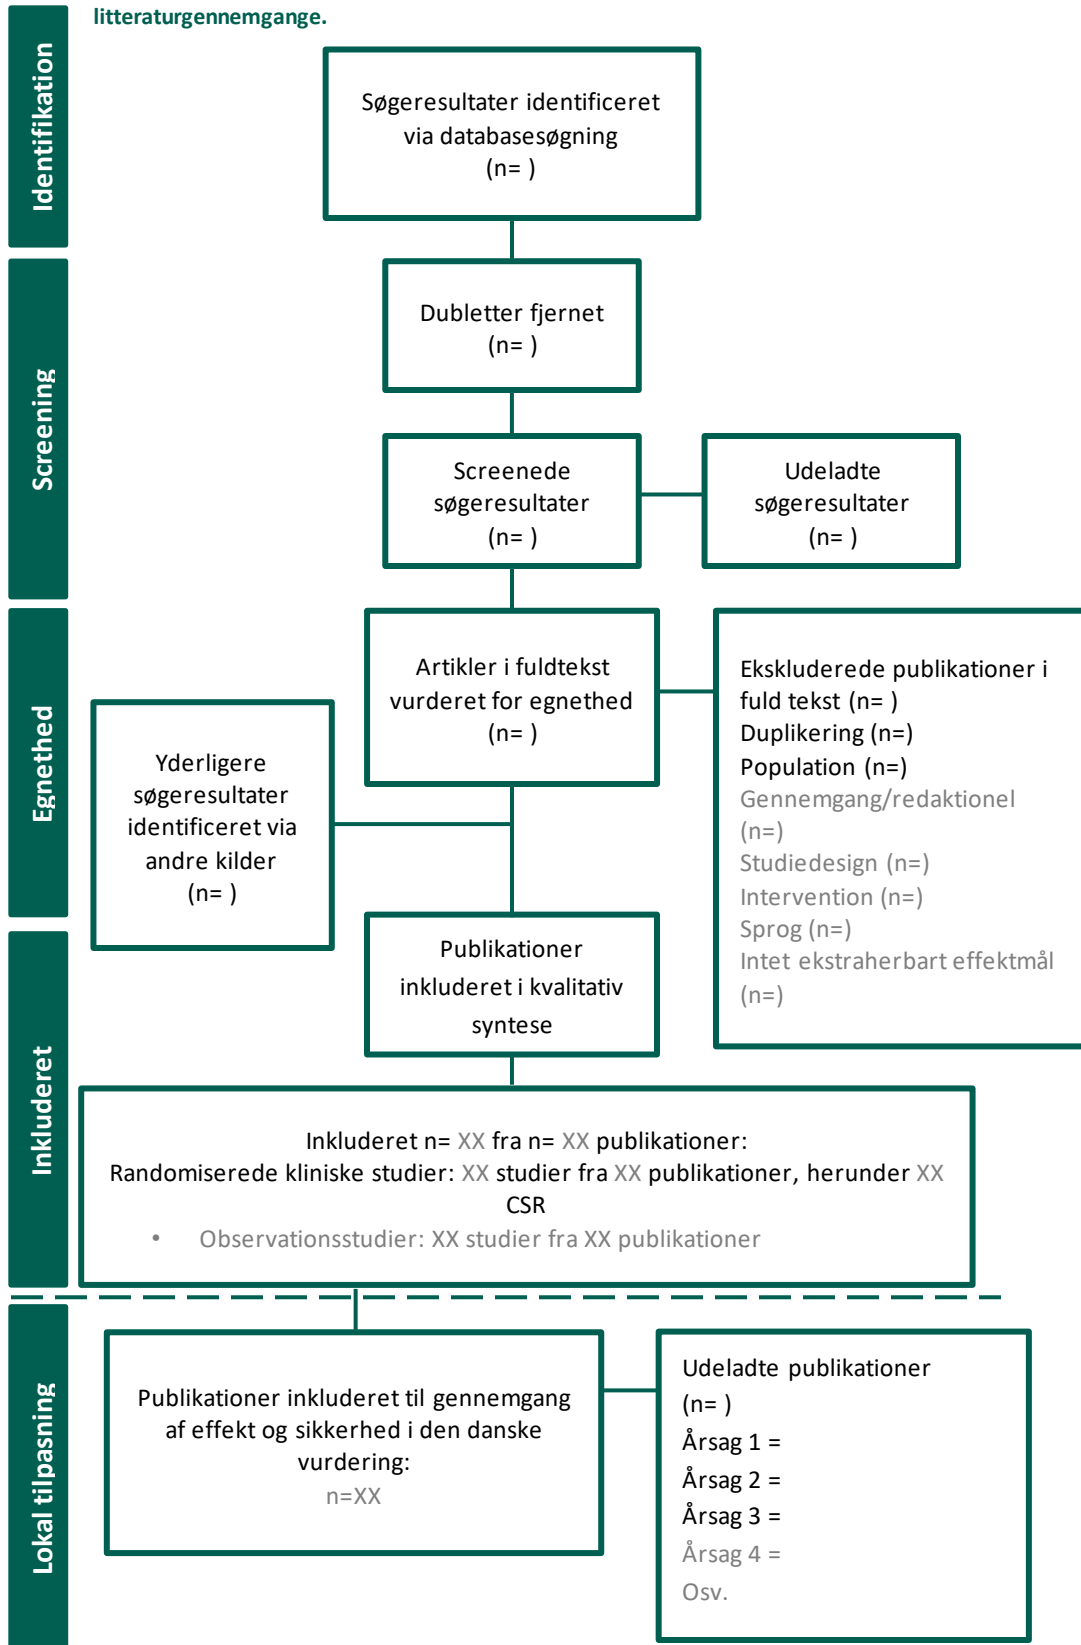 litteraturgennemgange.
Identifikation
Søgeresultater identificeret
via databasesøgning
(n= )
Screening
Dubletter fjernet
(n= )
Screenede
søgeresultater
(n= )
Udeladte
søgeresultater
(n= )
Egnethed
Artikler i fuldtekst
vurderet for egnethed
(n= )
Ekskluderede publikationer i
fuld tekst (n= )
Duplikering (n=)
Population (n=)
Gennemgang/redaktionel
(n=)
Studiedesign (n=)
Intervention (n=)
Sprog (n=)
Intet ekstraherbart effektmål
(n=)
Yderligere
søgeresultater
identificeret via
andre kilder
(n= )
Inkluderet
Publikationer
inkluderet i kvalitativ
syntese
Inkluderet n= XX fra n= XX publikationer:
Randomiserede kliniske studier: XX studier fra XX publikationer, herunder XX
CSR
• Observationsstudier: XX studier fra XX publikationer
Lokal tilpasning
Publikationer inkluderet til gennemgang
af effekt og sikkerhed i den danske
vurdering:
n=XX
Udeladte publikationer
(n= )
Årsag 1 =
Årsag 2 =
Årsag 3 =
Årsag 4 =
Osv.